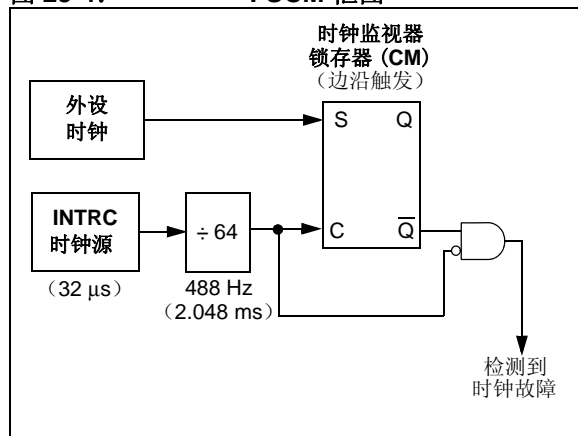 框图
时钟监视器
锁存器 (CM)
（边沿触发）
外设
时钟
S Q
INTRC
时钟源
÷ 64
C Q̅
（32 μs）
488 Hz
(2.048 ms)
检测到
时钟故障